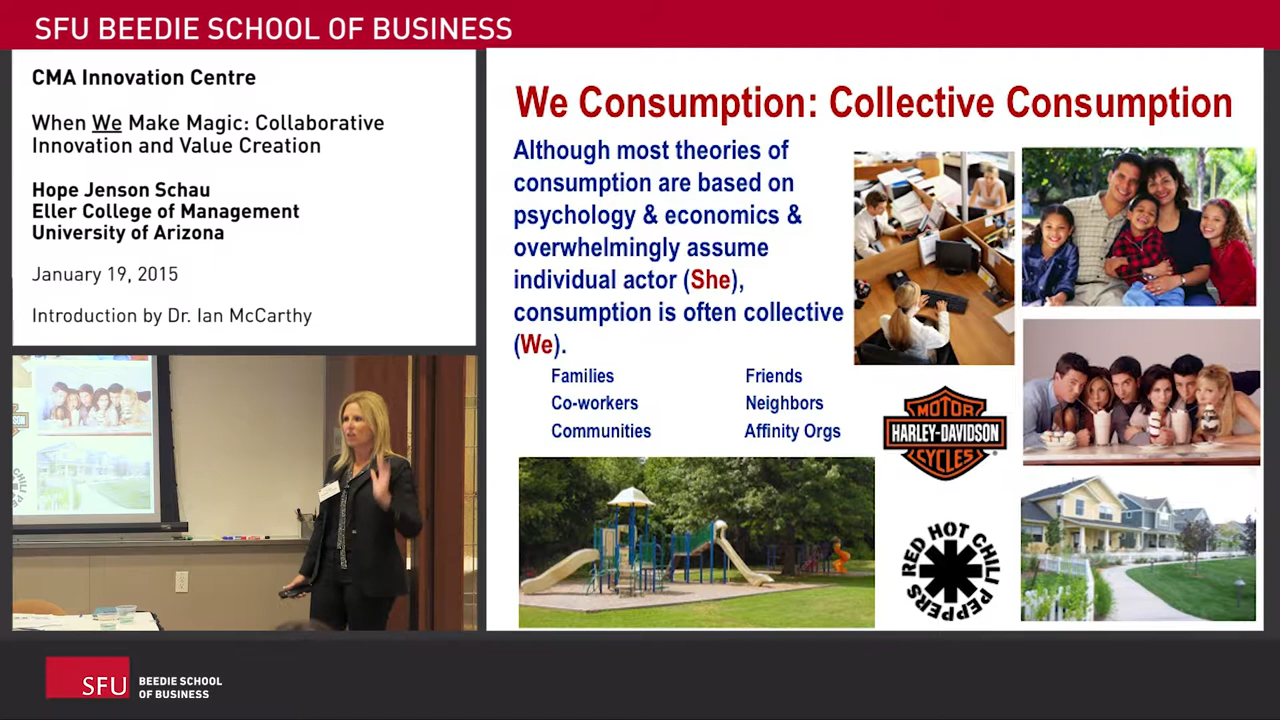 SFU BEEDIE SCHOOL OF BUSINESS
CMA Innovation Centre
When We Make Magic: Collaborative
Innovation and Value Creation
Hope Jenson Schau
Eller College of Management
University of Arizona
January 19, 2015
Introduction by Dr. Ian McCarthy
We Consumption: Collective Consumption
Although most theories of
consumption are based on
psychology & economics &
overwhelmingly assume
individual actor (She),
consumption is often collective
(We).
Families
Friends
Co-workers
Neighbors
Communities
Affinity Orgs
MOTOR
HARLEY-DAVIDSON
CYCLES
RED HOT CHILI PEPPERS
SFU
BEEDIE SCHOOL
OF BUSINESS